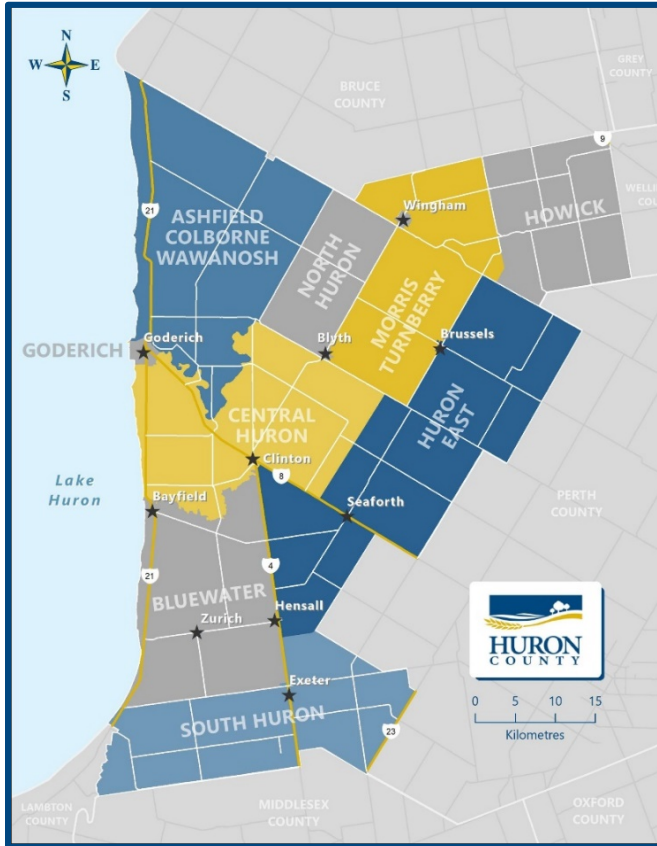 N
W E
S
BRUCE
COUNTY
GREY
COUNTY
9
Wingham
HOWICK
21
ASHFIELD
COLBORNE
WAWANOSH
NORTH
HURON
MORRIS
TURNBERRY
GODERICH
Goderich
Blyth
Brussels
CENTRAL
HURON
HURON
EAST
Clinton
8
Lake
Huron
Bayfield
Seaforth
PERTH
COUNTY
21
4
BLUEWATER
Hensall
Zurich
HURON
COUNTY
Exeter
SOUTH HURON
23
0 5 10 15
Kilometres
LAMBTON
COUNTY
MIDDLESEX
COUNTY
OXFORD
COUNTY